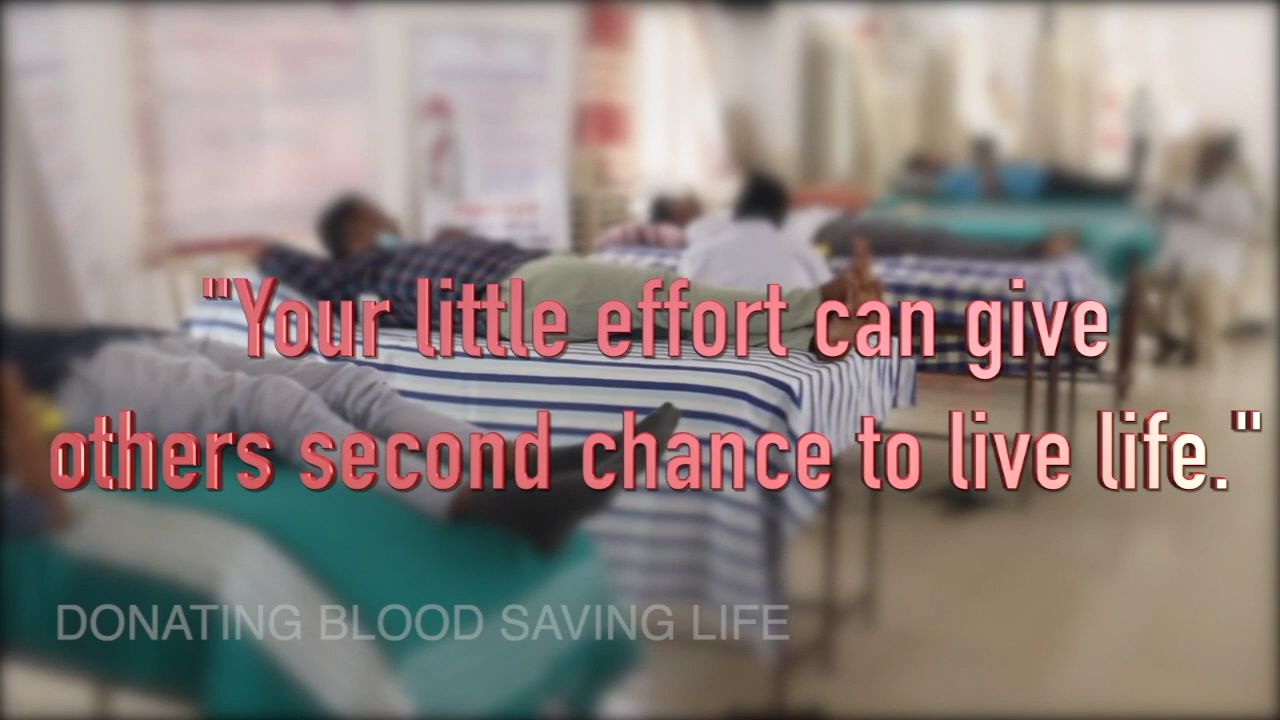 "Your little effort can give
others second chance to live life."
DONATING BLOOD SAVING LIFE